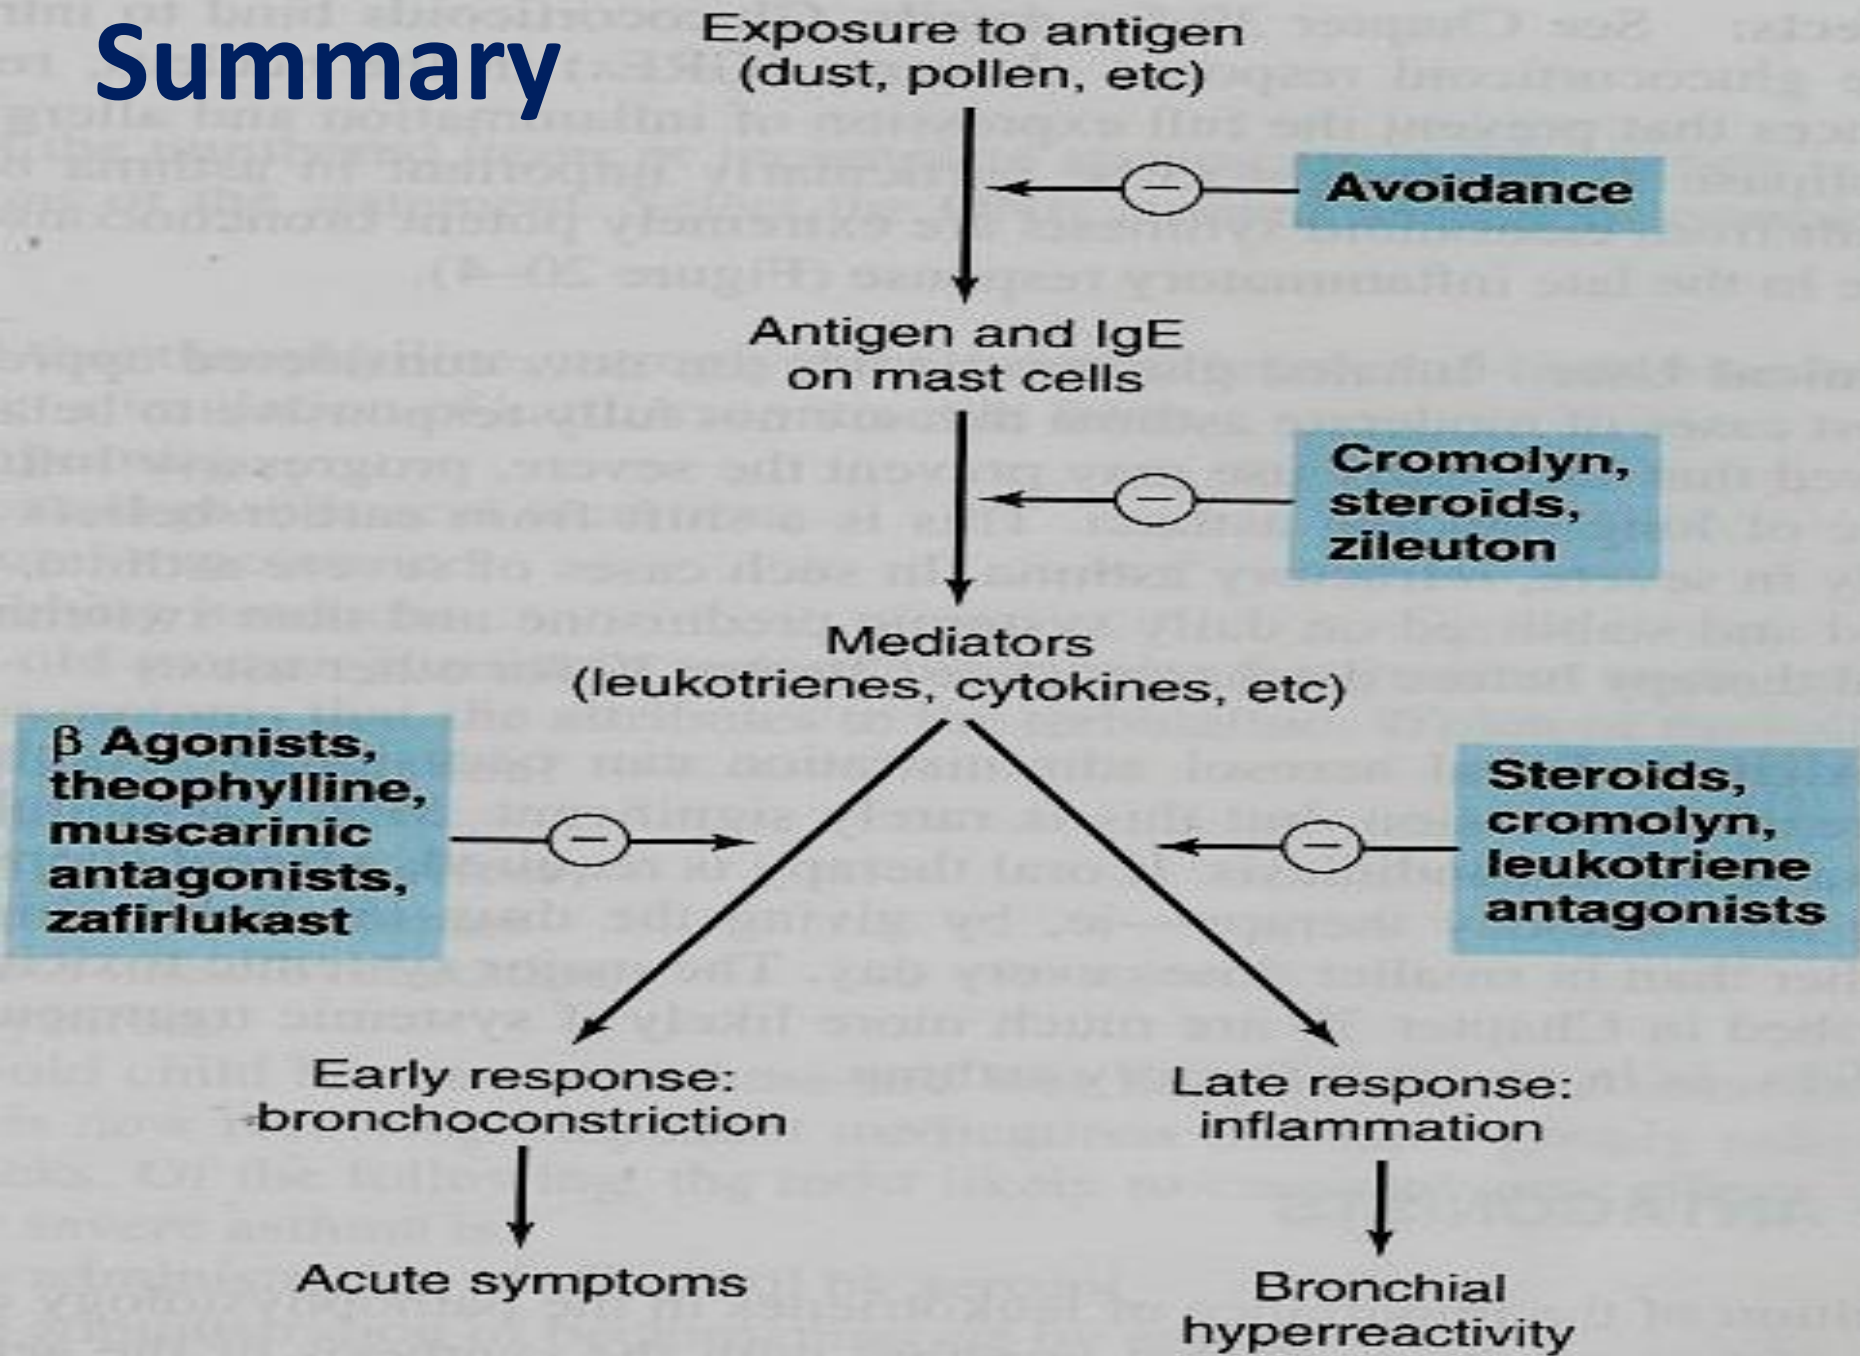 Summary
Exposure to antigen
(dust, pollen, etc)
Avoidance
Antigen and IgE
on mast cells
Cromolyn,
steroids,
zileuton
Mediators
(leukotrienes, cytokines, etc)
β Agonists,
theophylline,
muscarinic
antagonists,
zafirlukast
Steroids,
cromolyn,
leukotriene
antagonists
Early response:
bronchoconstriction
Late response:
inflammation
Acute symptoms
Bronchial
hyperreactivity